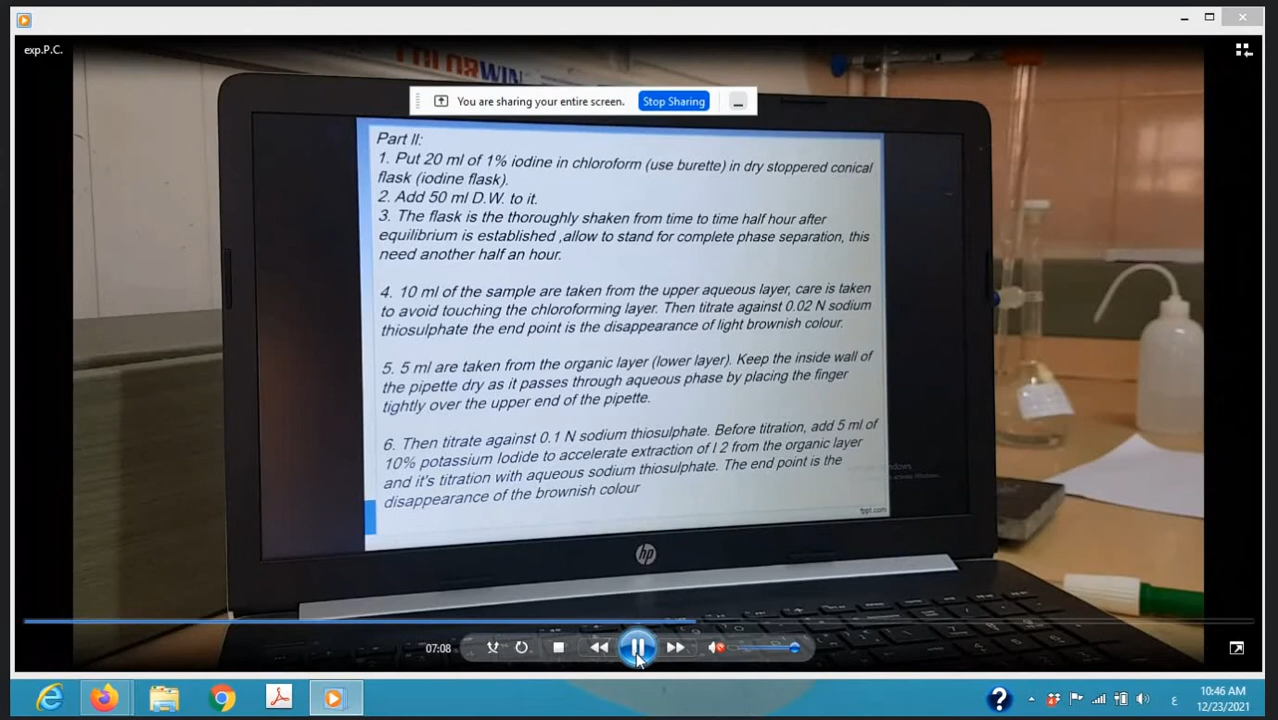 exp.P.C.
COLORWIN
You are sharing your entire screen. Stop Sharing
Part II:
1. Put 20 ml of 1% iodine in chloroform (use burette) in dry stoppered conical
flask (iodine flask).
2. Add 50 ml D.W. to it.
3. The flask is the thoroughly shaken from time to time half hour after
equilibrium is established ,allow to stand for complete phase separation, this
need another half an hour.
4. 10 ml of the sample are taken from the upper aqueous layer, care is taken
to avoid touching the chloroforming layer. Then titrate against 0.02 N sodium
thiosulphate the end point is the disappearance of light brownish colour.
5. 5 ml are taken from the organic layer (lower layer). Keep the inside wall of
the pipette dry as it passes through aqueous phase by placing the finger
tightly over the upper end of the pipette.
6. Then titrate against 0.1 N sodium thiosulphate. Before titration, add 5 ml of
10% potassium Iodide to accelerate extraction of I 2 from the organic layer
and it's titration with aqueous sodium thiosulphate. The end point is the
disappearance of the brownish colour
fppt.com
hp
07:08
ع
10:46 AM
12/23/2021